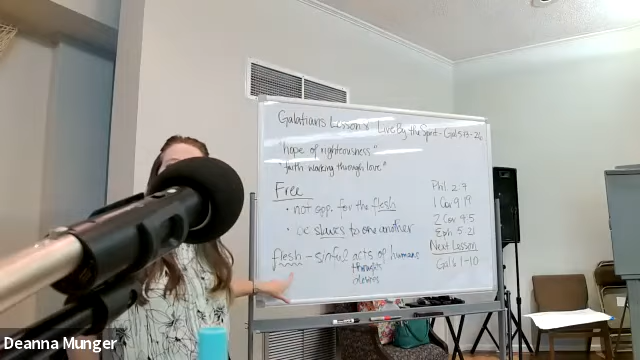 Galatians Lesson 8: Live By the Spirit - Gal 5:13-26
"hope of righteousness"
"faith working through love"
Free
• not opp. for the flesh
• be slaves to one another
flesh - sinful acts of humans
thoughts
desires
Phil 2:7
1 Cor 9:19
2 Cor 4:5
Eph 5:21
Next Lesson
Gal 6:1-10
Deanna Munger